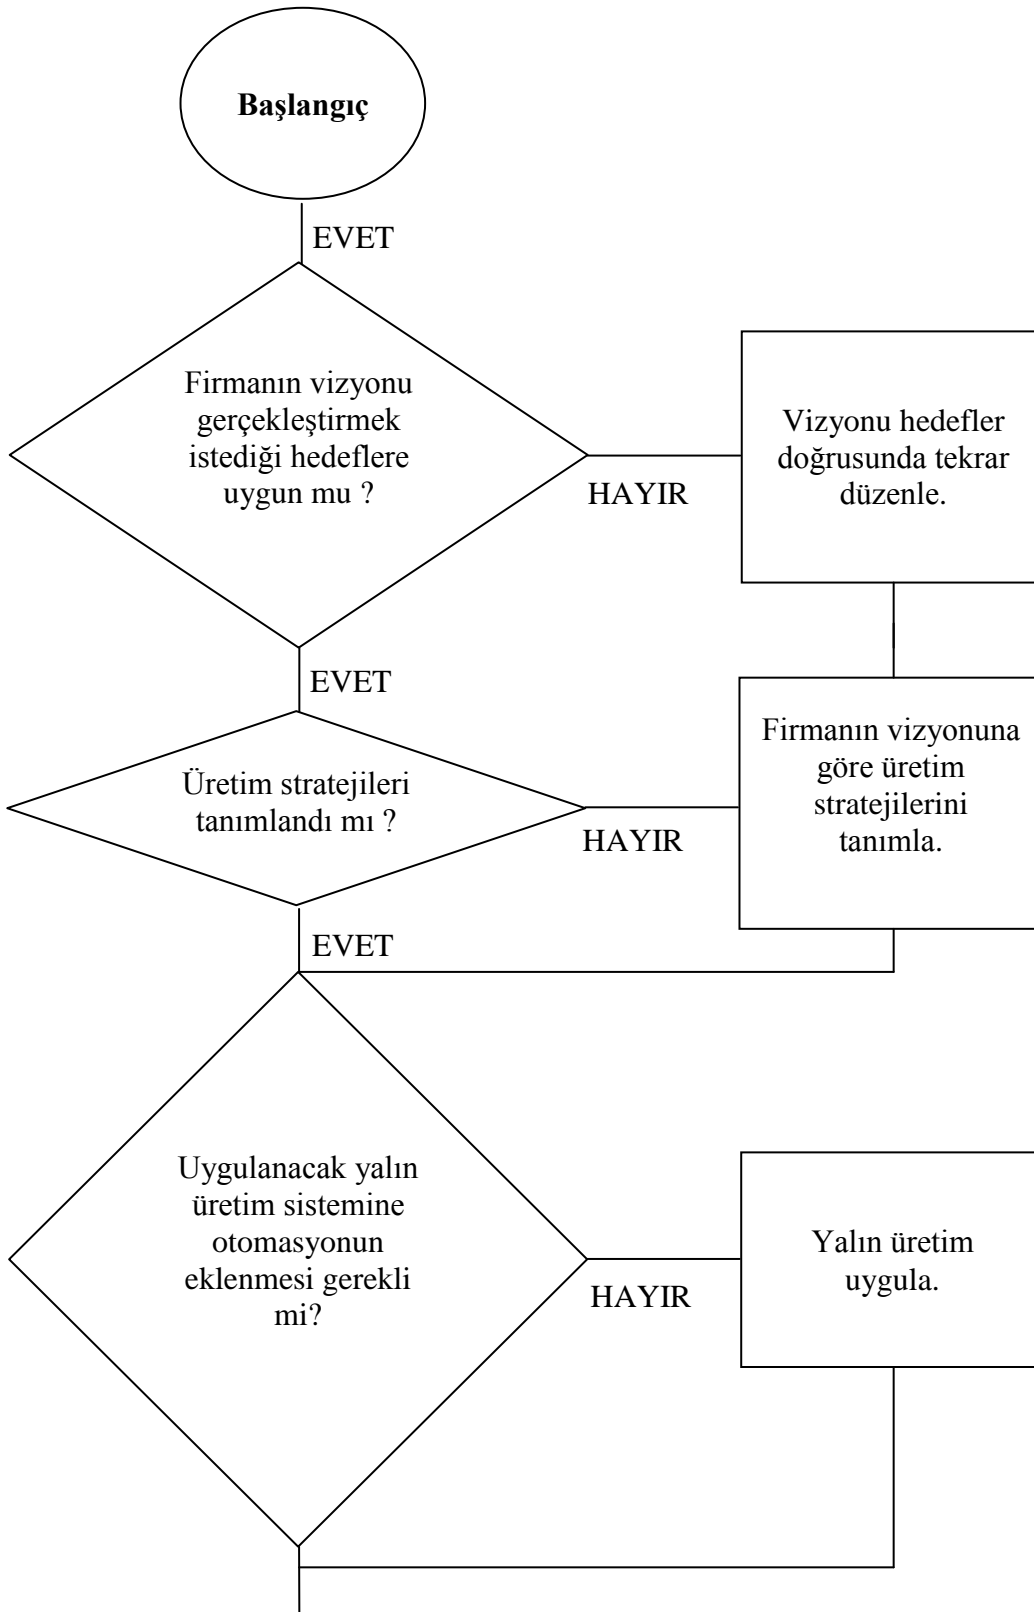 Başlangıç
EVET
Firmanın vizyonu
gerçekleştirmek
istediği hedeflere
uygun mu ?
HAYIR
Vizyonu hedefler
doğrusunda tekrar
düzenle.
EVET
Üretim stratejileri
tanımlandı mı ?
HAYIR
Firmanın vizyonuna
göre üretim
stratejilerini
tanımla.
EVET
Uygulanacak yalın
üretim sistemine
otomasyonun
eklenmesi gerekli
mi?
HAYIR
Yalın üretim
uygula.